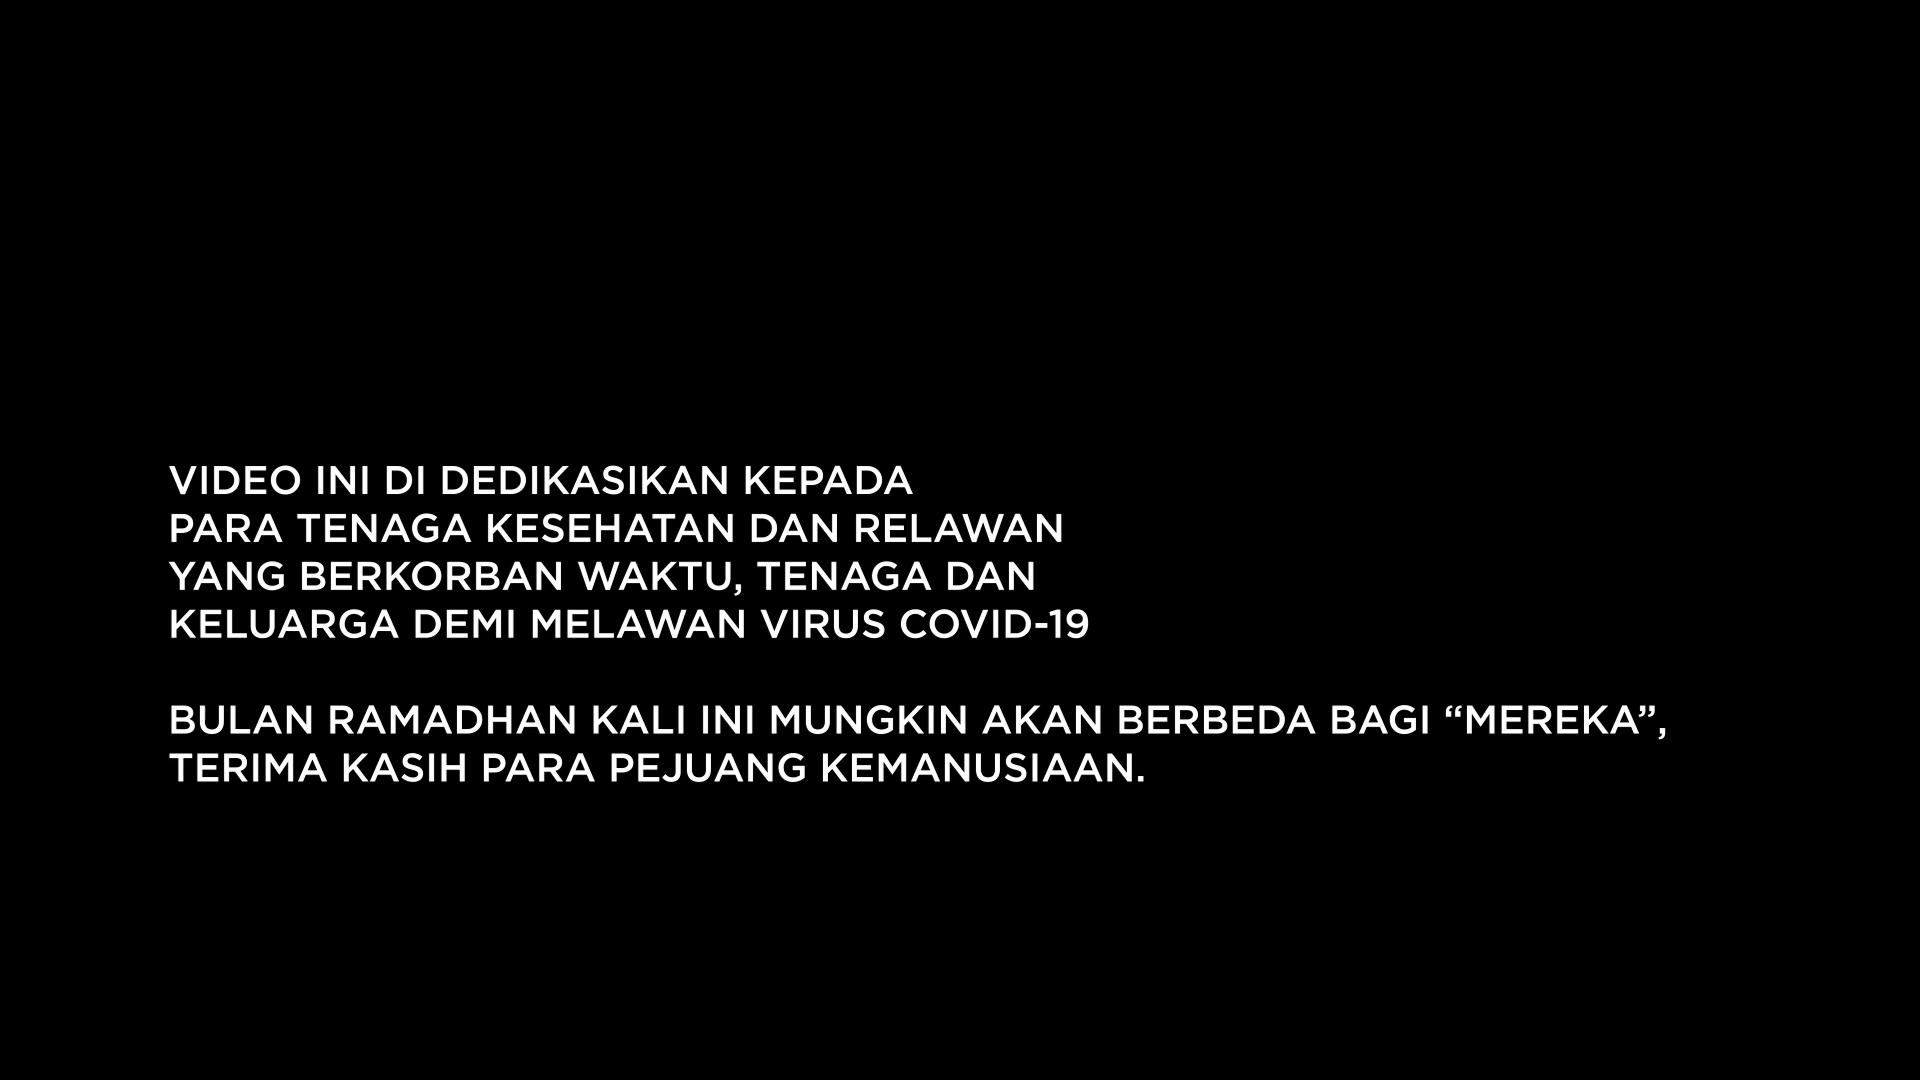 VIDEO INI DI DEDIKASIKAN KEPADA
PARA TENAGA KESEHATAN DAN RELAWAN
YANG BERKORBAN WAKTU, TENAGA DAN
KELUARGA DEMI MELAWAN VIRUS COVID-19
BULAN RAMADHAN KALI INI MUNGKIN AKAN BERBEDA BAGI “MEREKA”,
TERIMA KASIH PARA PEJUANG KEMANUSIAAN.